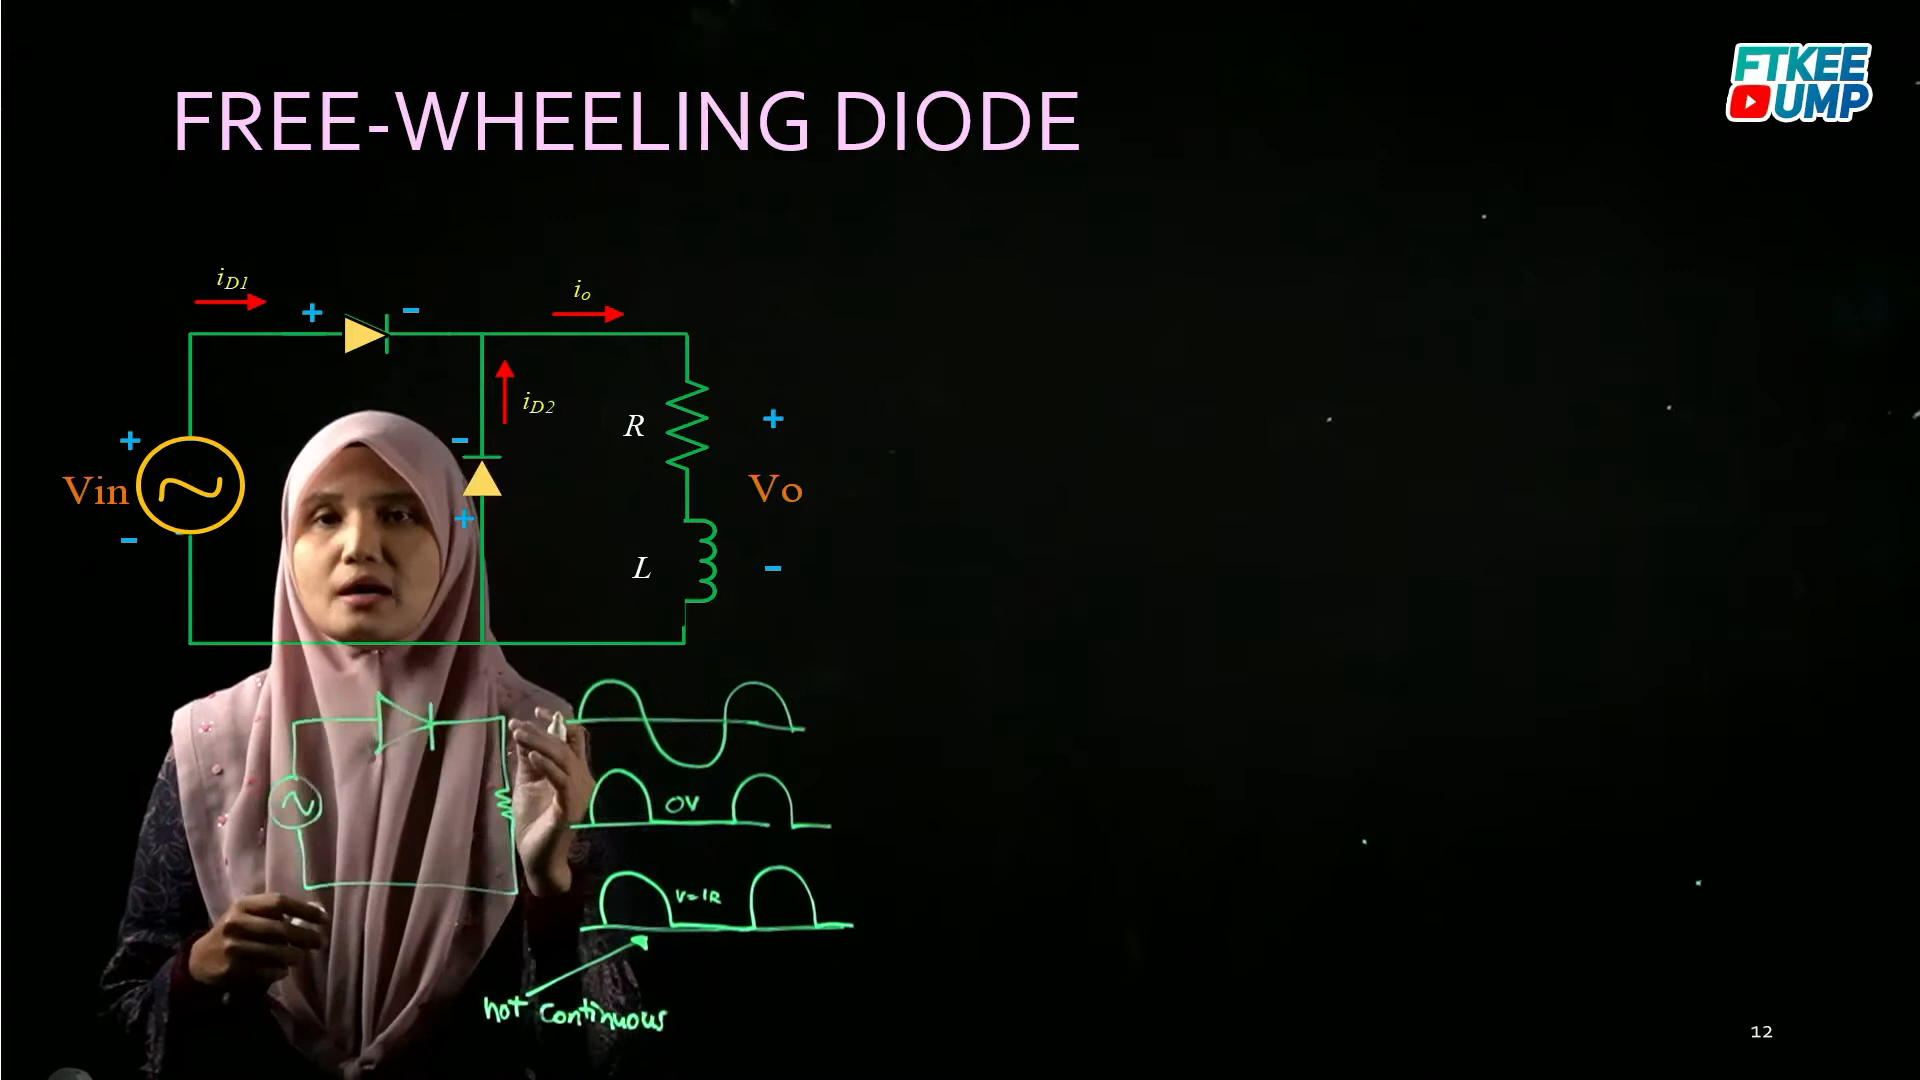 FTKEE
UMP
FREE-WHEELING DIODE
iD1
+ -
io
iD2
+
Vin
-
-
+
R
L
+
Vo
-
0V
V=IR
not continuous
12